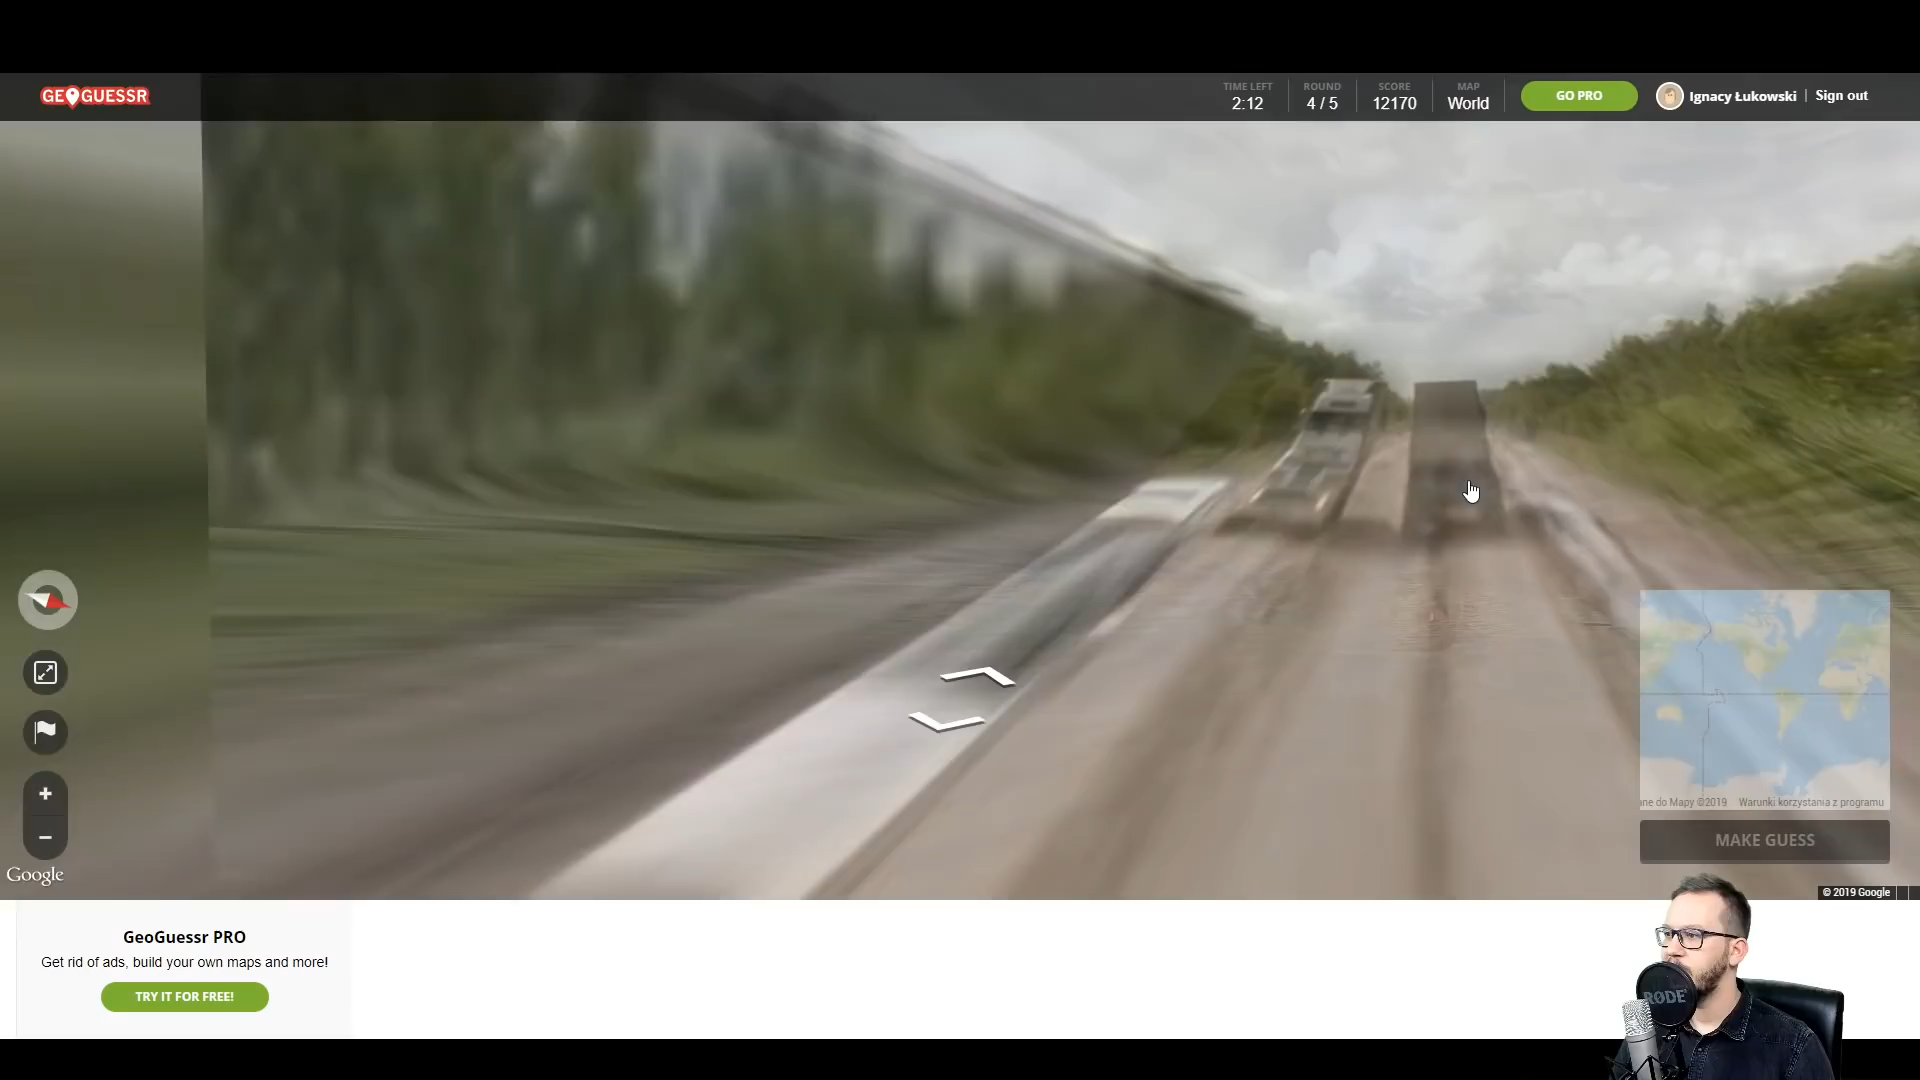 GEOGUESSR
TIME LEFT
2:12
ROUND
4 / 5
SCORE
12170
MAP
World
GO PRO
Ignacy Łukowski
Sign out
ne do Mapy ©2019
Warunki korzystania z programu
MAKE GUESS
Google
© 2019 Google
GeoGuessr PRO
Get rid of ads, build your own maps and more!
TRY IT FOR FREE!
RØDE